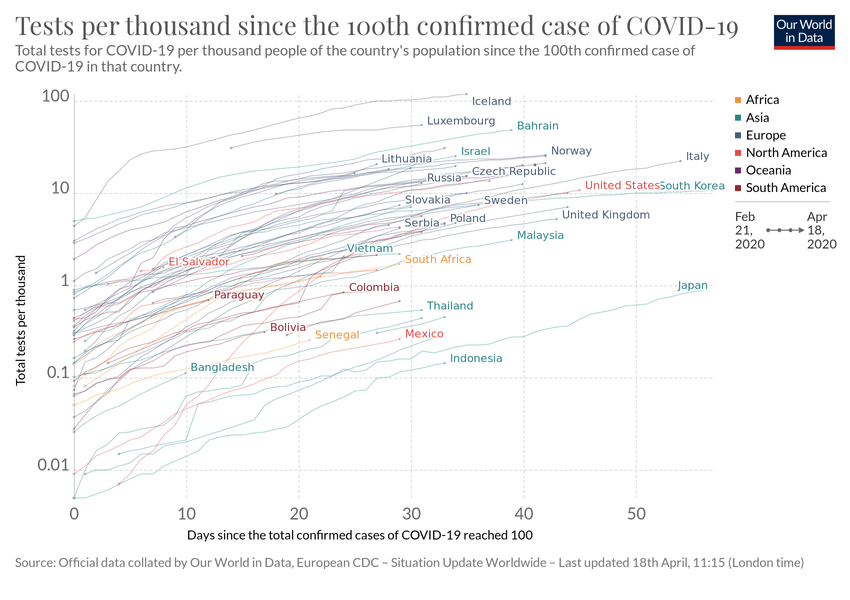 Tests per thousand since the 100th confirmed case of COVID-19
Our World
in Data
Total tests for COVID-19 per thousand people of the country's population since the 100th confirmed case of
COVID-19 in that country.
100
10
1
0.1
0.01
Total tests per thousand
Iceland
Luxembourg
Bahrain
Israel
Norway
Lithuania
Italy
Czech Republic
Russia
United States
South Korea
Slovakia
Sweden
United Kingdom
Poland
Serbia
Malaysia
Vietnam
South Africa
El Salvador
Paraguay
Colombia
Japan
Thailand
Bolivia
Senegal
Mexico
Indonesia
Bangladesh
0
10
20
30
40
50
Days since the total confirmed cases of COVID-19 reached 100
Africa
Asia
Europe
North America
Oceania
South America
Feb
21,
2020
Apr
18,
2020
Source: Official data collated by Our World in Data, European CDC – Situation Update Worldwide – Last updated 18th April, 11:15 (London time)